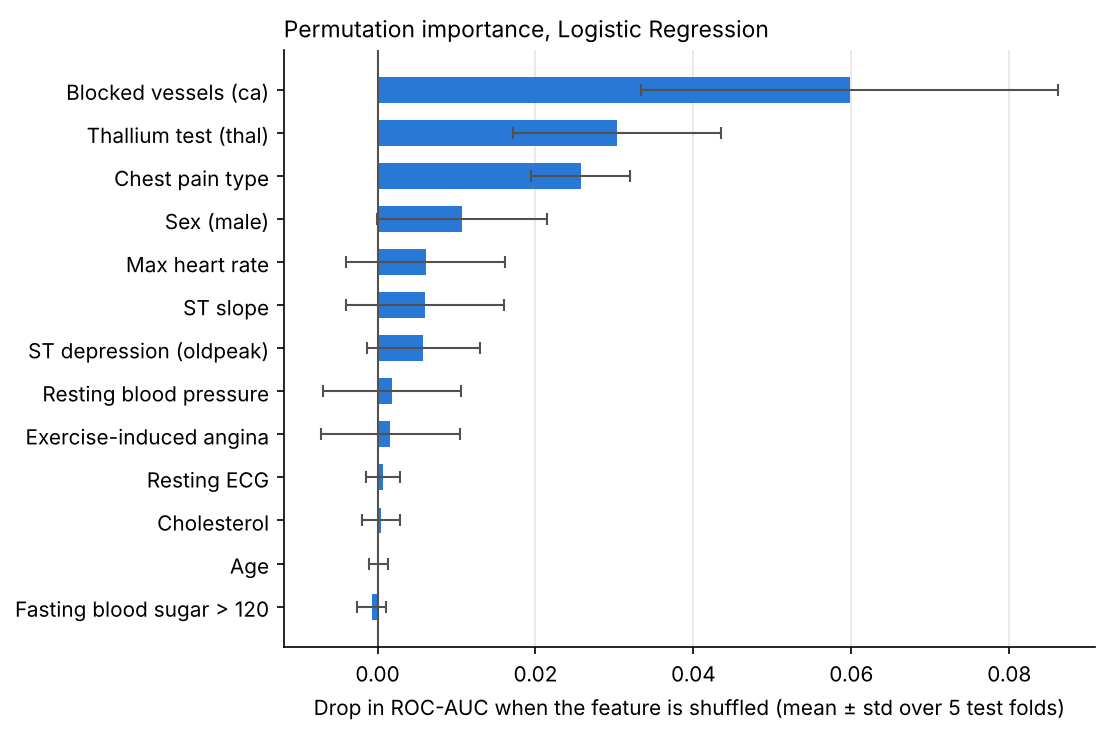 Permutation importance, Logistic Regression
Blocked vessels (ca)
Thallium test (thal)
Chest pain type
Sex (male)
Max heart rate
ST slope
ST depression (oldpeak)
Resting blood pressure
Exercise-induced angina
Resting ECG
Cholesterol
Age
Fasting blood sugar > 120
0.00 0.02 0.04 0.06 0.08
Drop in ROC-AUC when the feature is shuffled (mean ± std over 5 test folds)